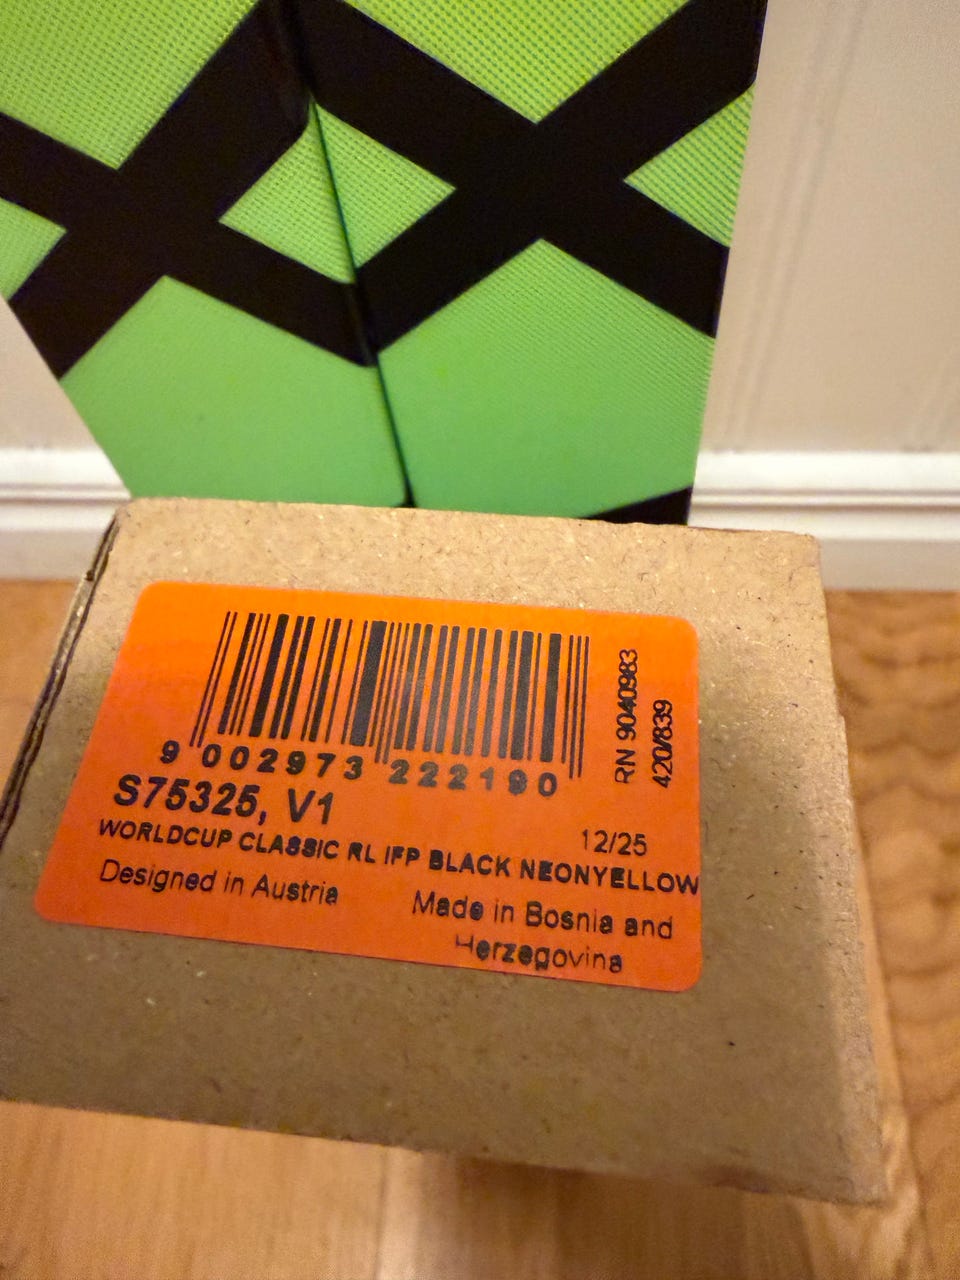 9 002973 222190
RN 9040983
420/839
S75325, V1
12/25
WORLDCUP CLASSIC RL IFP BLACK NEONYELLOW
Designed in Austria
Made in Bosnia and
Herzegovina